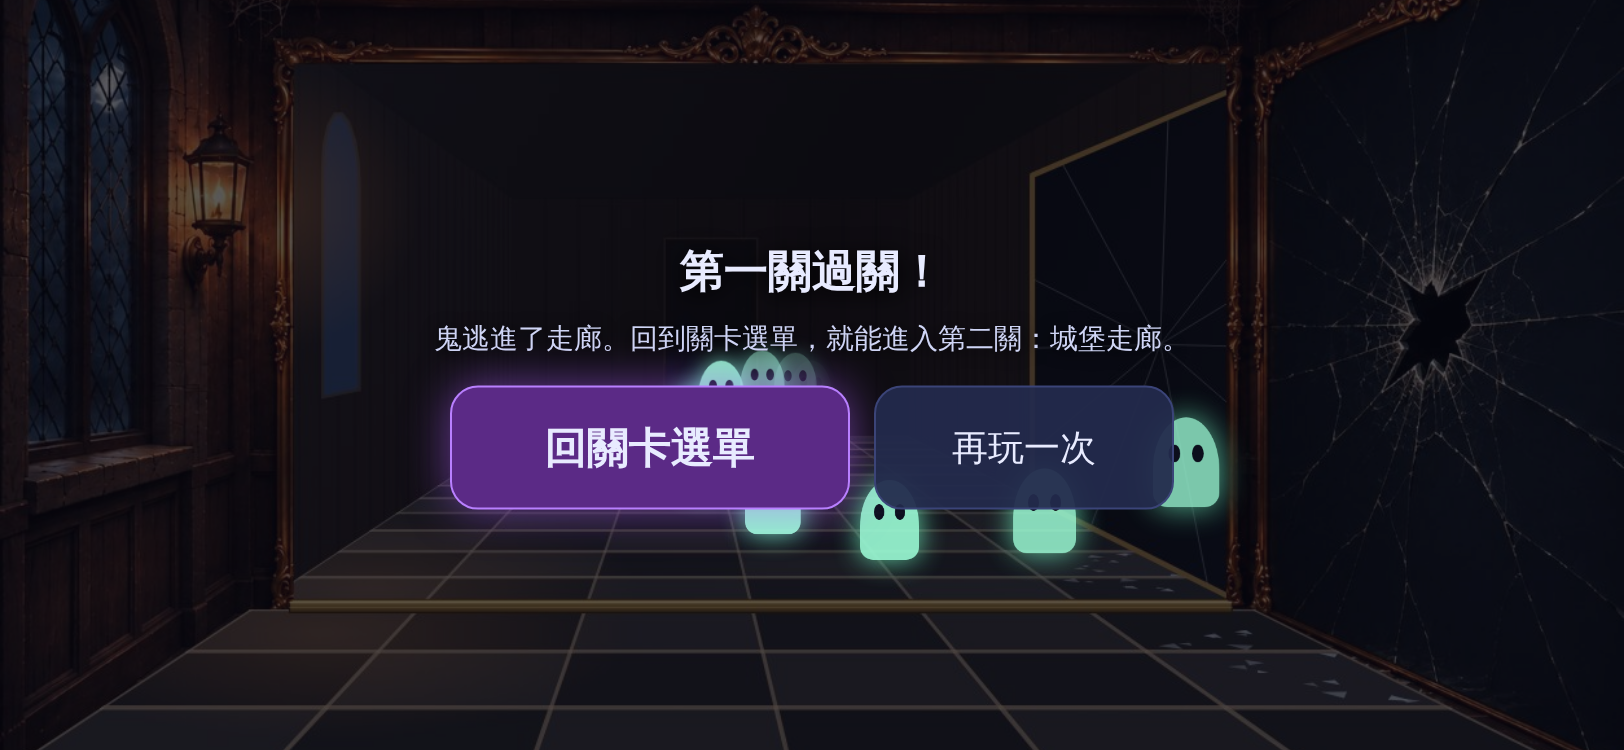 第一關過關！
鬼逃進了走廊。回到關卡選單，就能進入第二關：城堡走廊。
回關卡選單
再玩一次